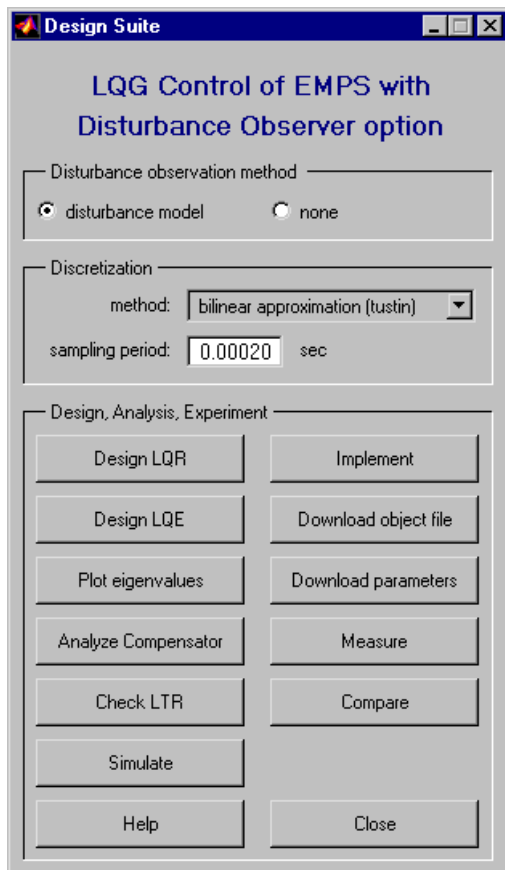 Design Suite
LQG Control of EMPS with
Disturbance Observer option
Disturbance observation method
disturbance model none
Discretization
method: bilinear approximation (tustin)
sampling period: 0.00020 sec
Design, Analysis, Experiment
Design LQR Implement
Design LQE Download object file
Plot eigenvalues Download parameters
Analyze Compensator Measure
Check LTR Compare
Simulate
Help Close